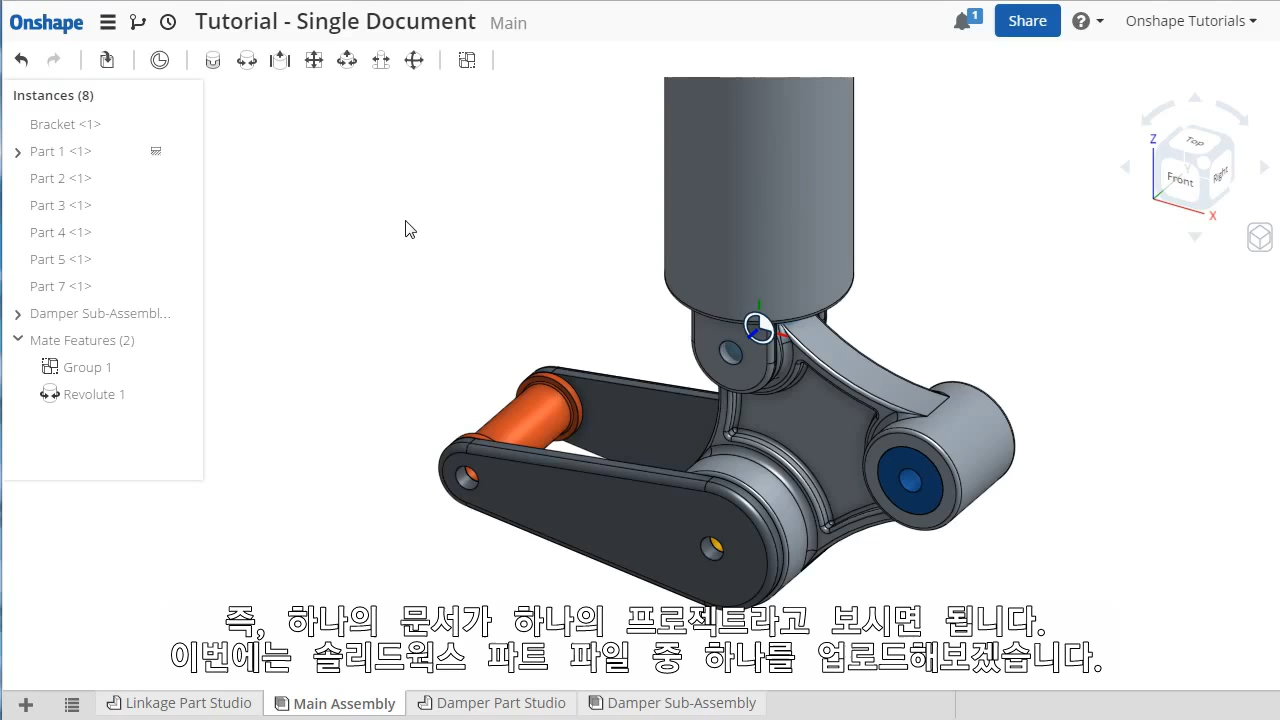 Onshape Tutorial - Single Document Main 1 Share Onshape Tutorials
Instances (8)
Bracket <1>
Part 1 <1>
Part 2 <1>
Part 3 <1>
Part 4 <1>
Part 5 <1>
Part 7 <1>
Damper Sub-Assembl...
Mate Features (2)
Group 1
Revolute 1
Z
Top
Y
Front
Right
X
즉, 하나의 문서가 하나의 프로젝트라고 보시면 됩니다.
이번에는 솔리드웍스 파트 파일 중 하나를 업로드해보겠습니다.
Linkage Part Studio Main Assembly Damper Part Studio Damper Sub-Assembly